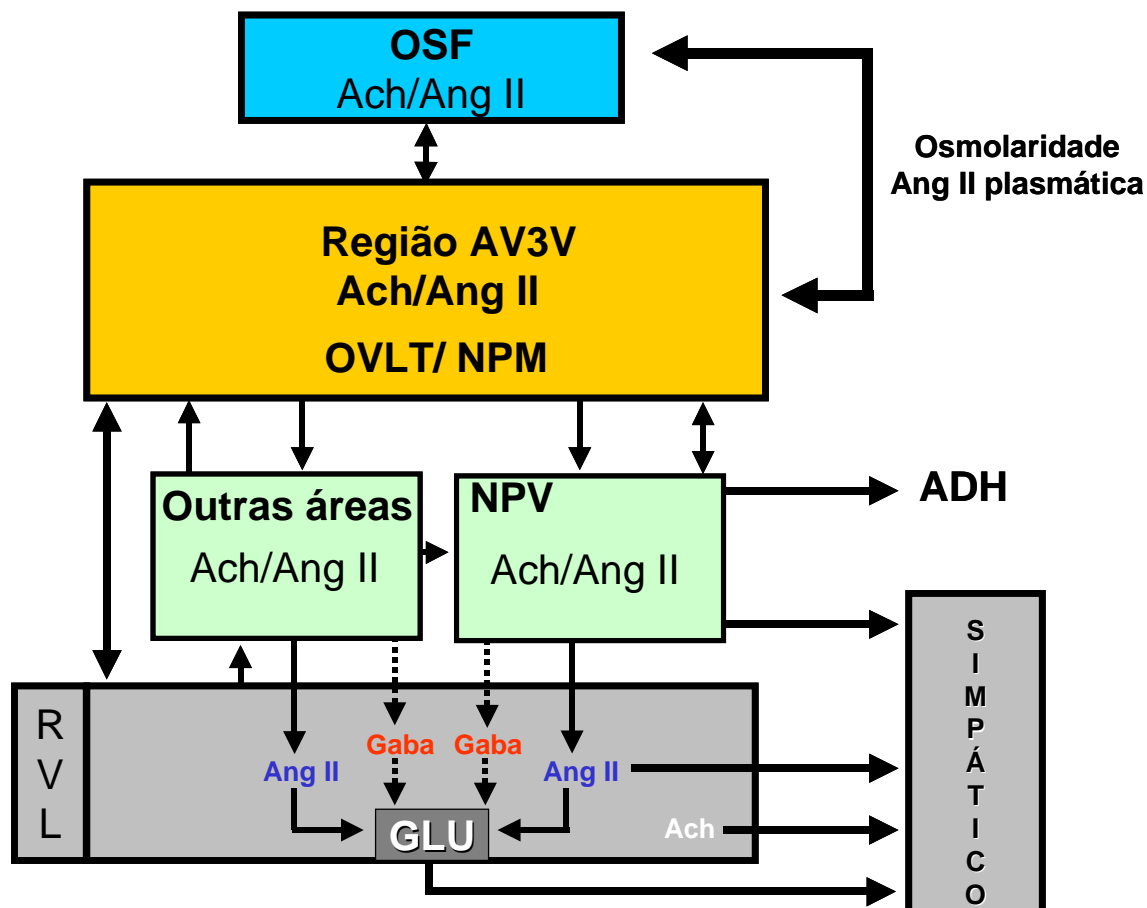 OSF
Ach/Ang II
Osmolaridade
Ang II plasmática
Região AV3V
Ach/Ang II
OVLT/ NPM
Outras áreas
Ach/Ang II
NPV
Ach/Ang II
ADH
R
V
L
Gaba
Gaba
Ang II
Ang II
GLU
Ach
S
I
M
P
Á
T
I
C
O